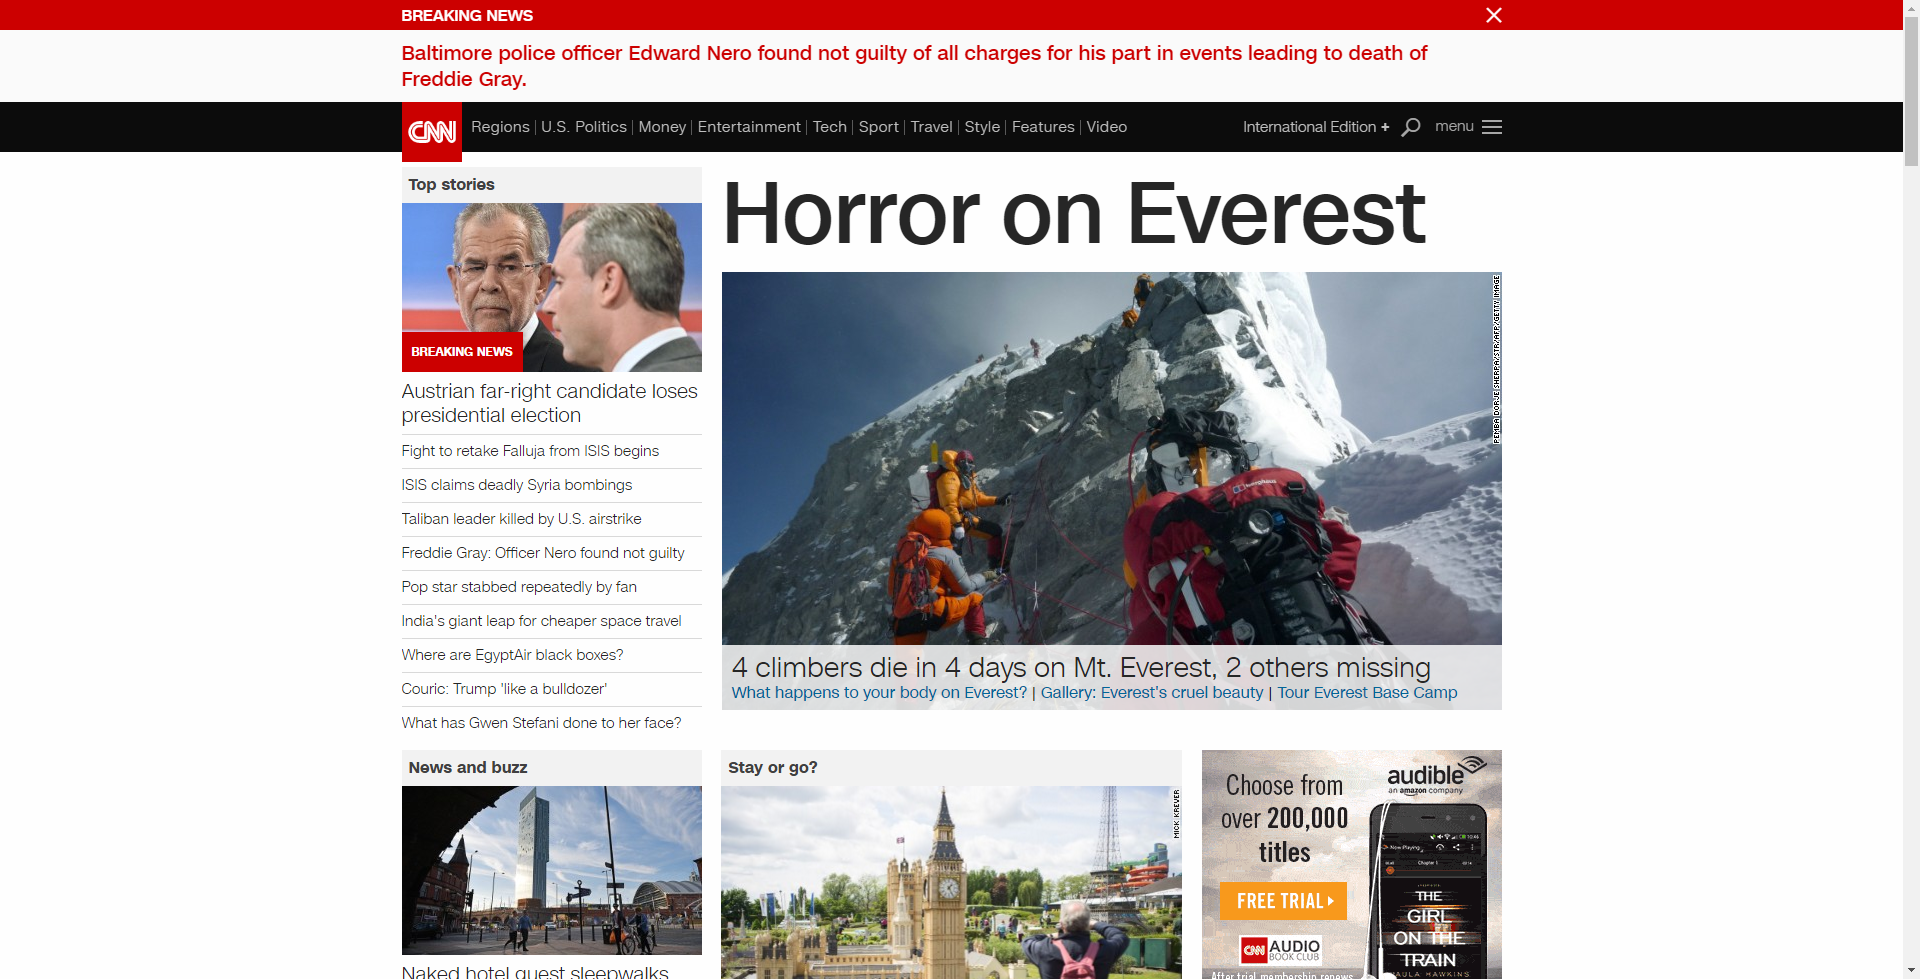 BREAKING NEWS
Baltimore police officer Edward Nero found not guilty of all charges for his part in events leading to death of
Freddie Gray.
CNN
Regions | U.S. Politics | Money | Entertainment | Tech | Sport | Travel | Style | Features | Video
International Edition +
menu
Top stories
BREAKING NEWS
Austrian far-right candidate loses
presidential election
Fight to retake Falluja from ISIS begins
ISIS claims deadly Syria bombings
Taliban leader killed by U.S. airstrike
Freddie Gray: Officer Nero found not guilty
Pop star stabbed repeatedly by fan
India's giant leap for cheaper space travel
Where are EgyptAir black boxes?
Couric: Trump 'like a bulldozer'
What has Gwen Stefani done to her face?
Horror on Everest
PEMBA DORJE SHERPA/STR/AFP/GETTY IMAGE
4 climbers die in 4 days on Mt. Everest, 2 others missing
What happens to your body on Everest? | Gallery: Everest's cruel beauty | Tour Everest Base Camp
News and buzz
Naked hotel guest sleepwalks
Stay or go?
MICK KREVER
audible
an amazon company
Choose from
over 200,000
titles
FREE TRIAL
CNN AUDIO
BOOK CLUB
After trial, membership renews
Now Playing
Chapter 1
THE
GIRL
ON THE
TRAIN
PAULA HAWKINS